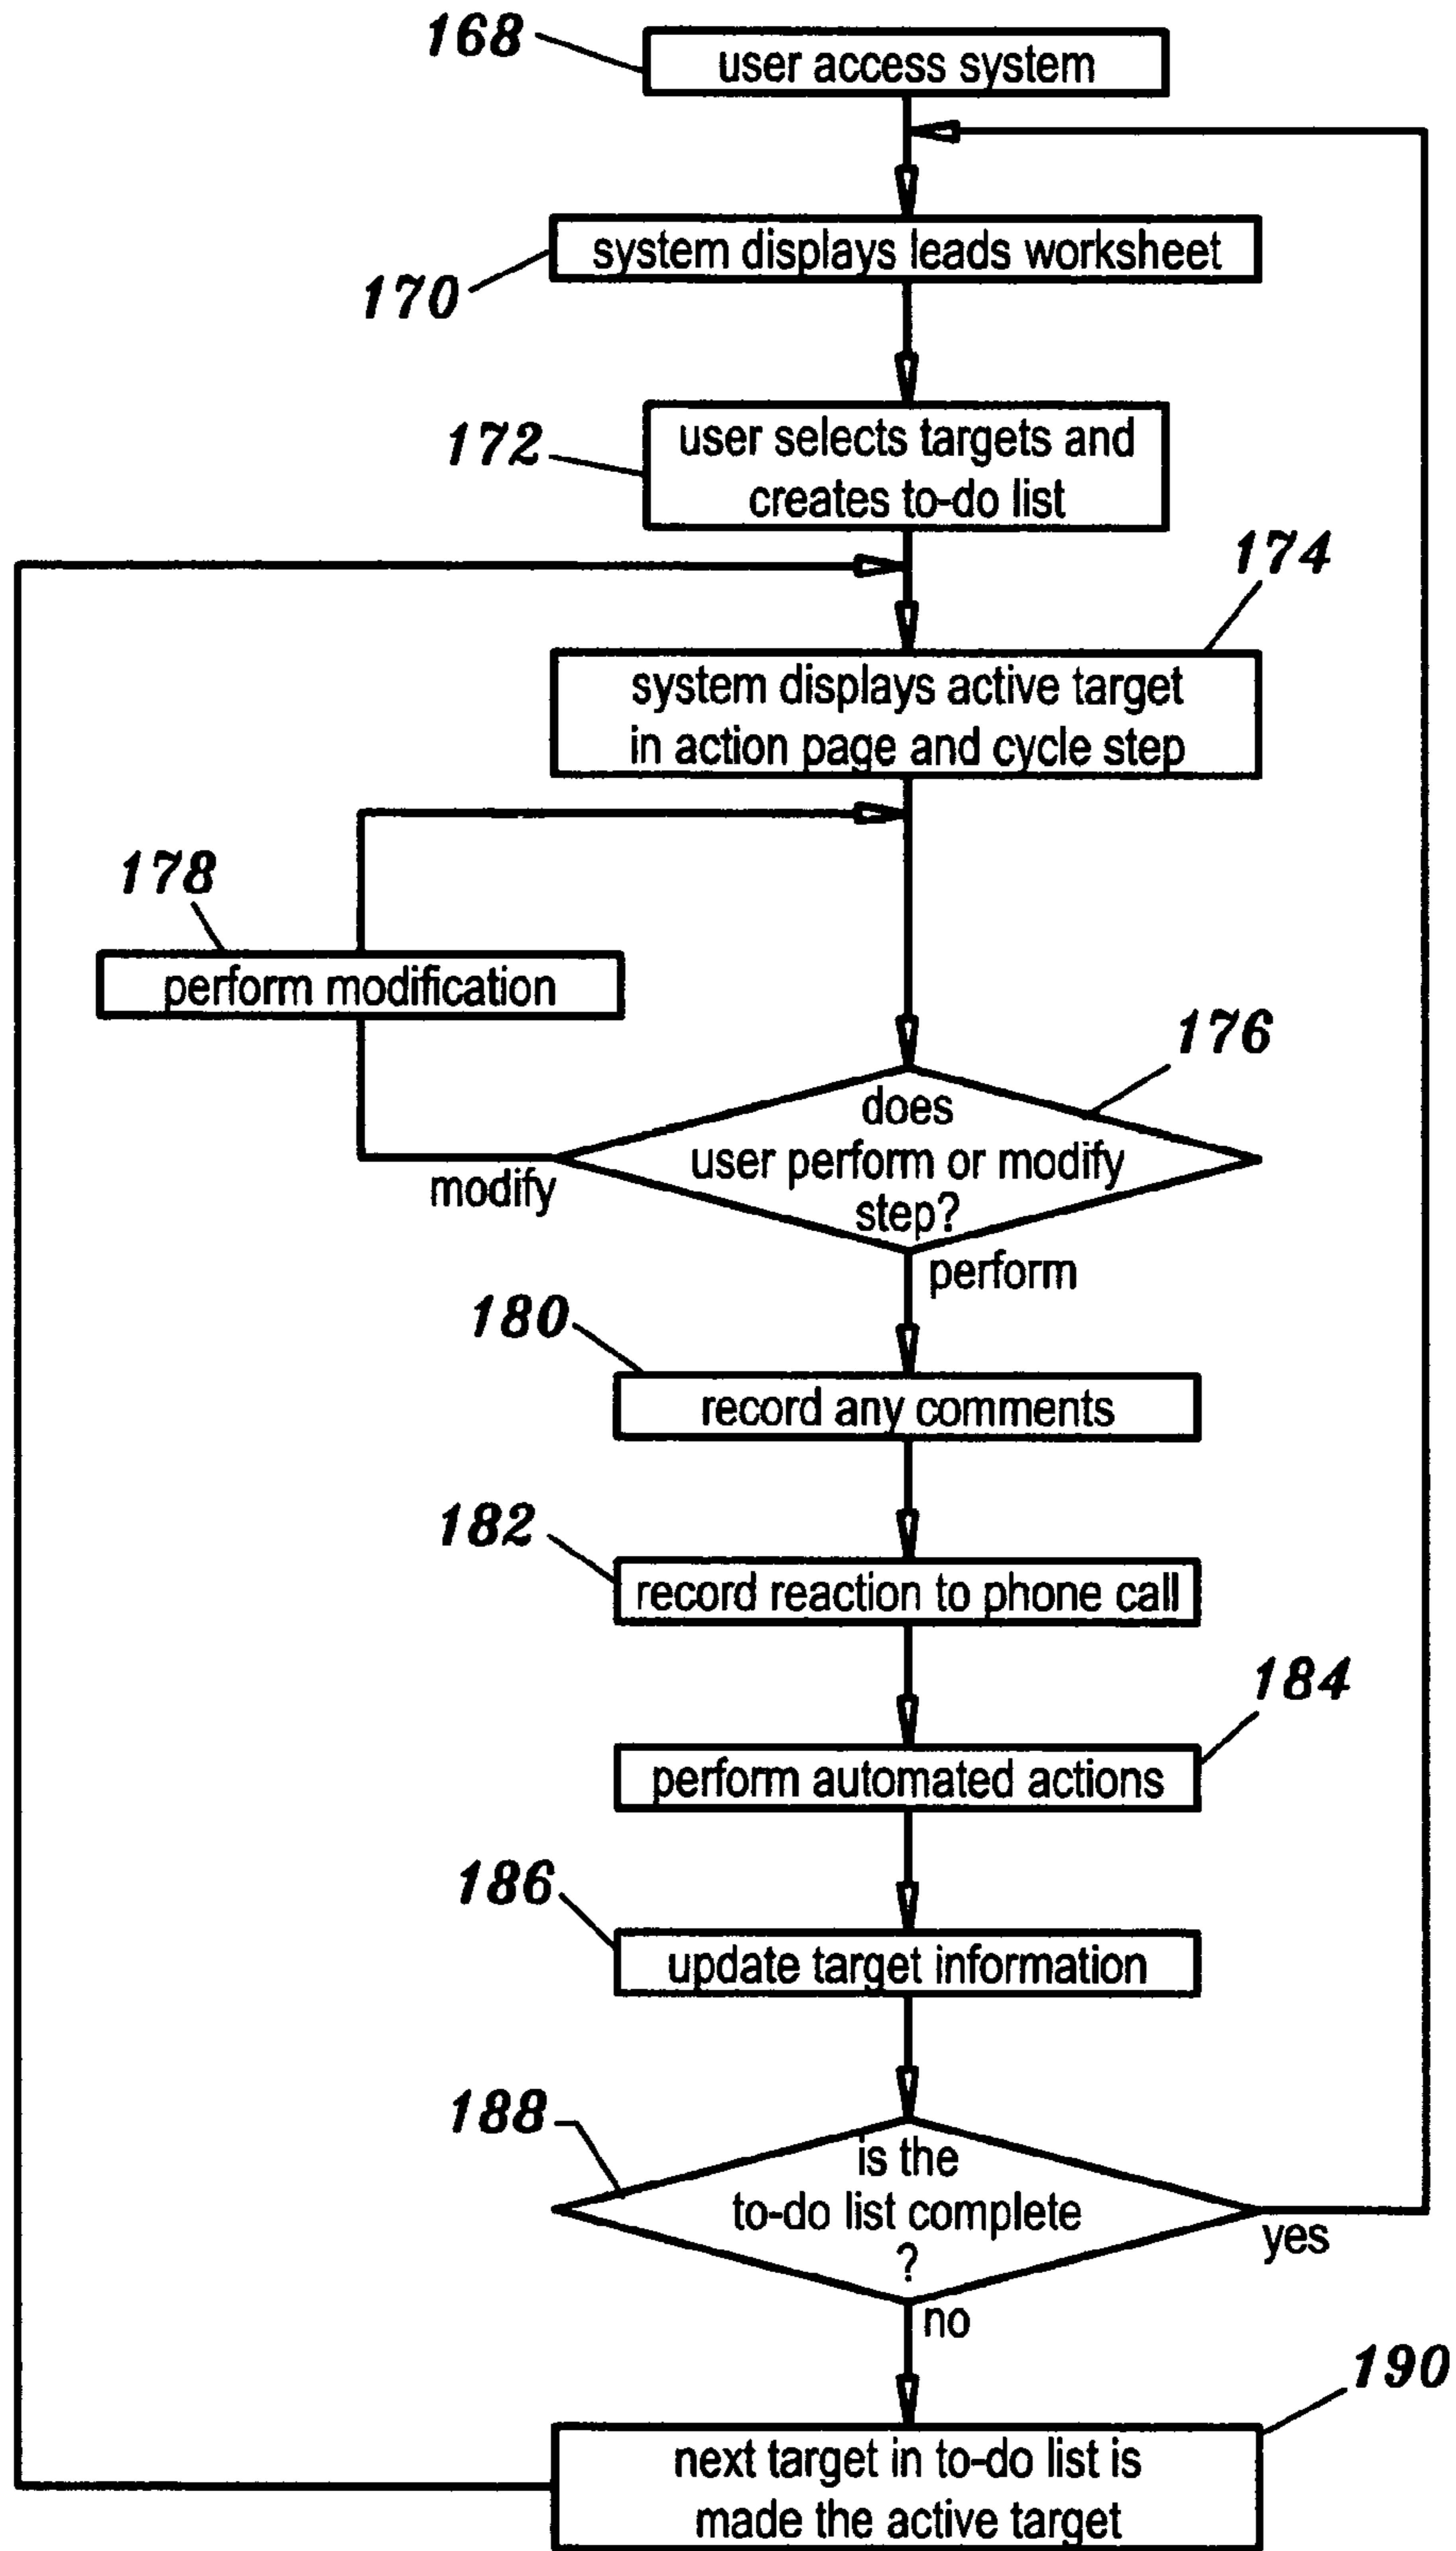 168
user access system
170
system displays leads worksheet
172
user selects targets and
creates to-do list
174
system displays active target
in action page and cycle step
178
perform modification
176
does
user perform or modify
step?
modify
perform
180
record any comments
182
record reaction to phone call
184
perform automated actions
186
update target information
188
is the
to-do list complete
?
yes
no
190
next target in to-do list is
made the active target